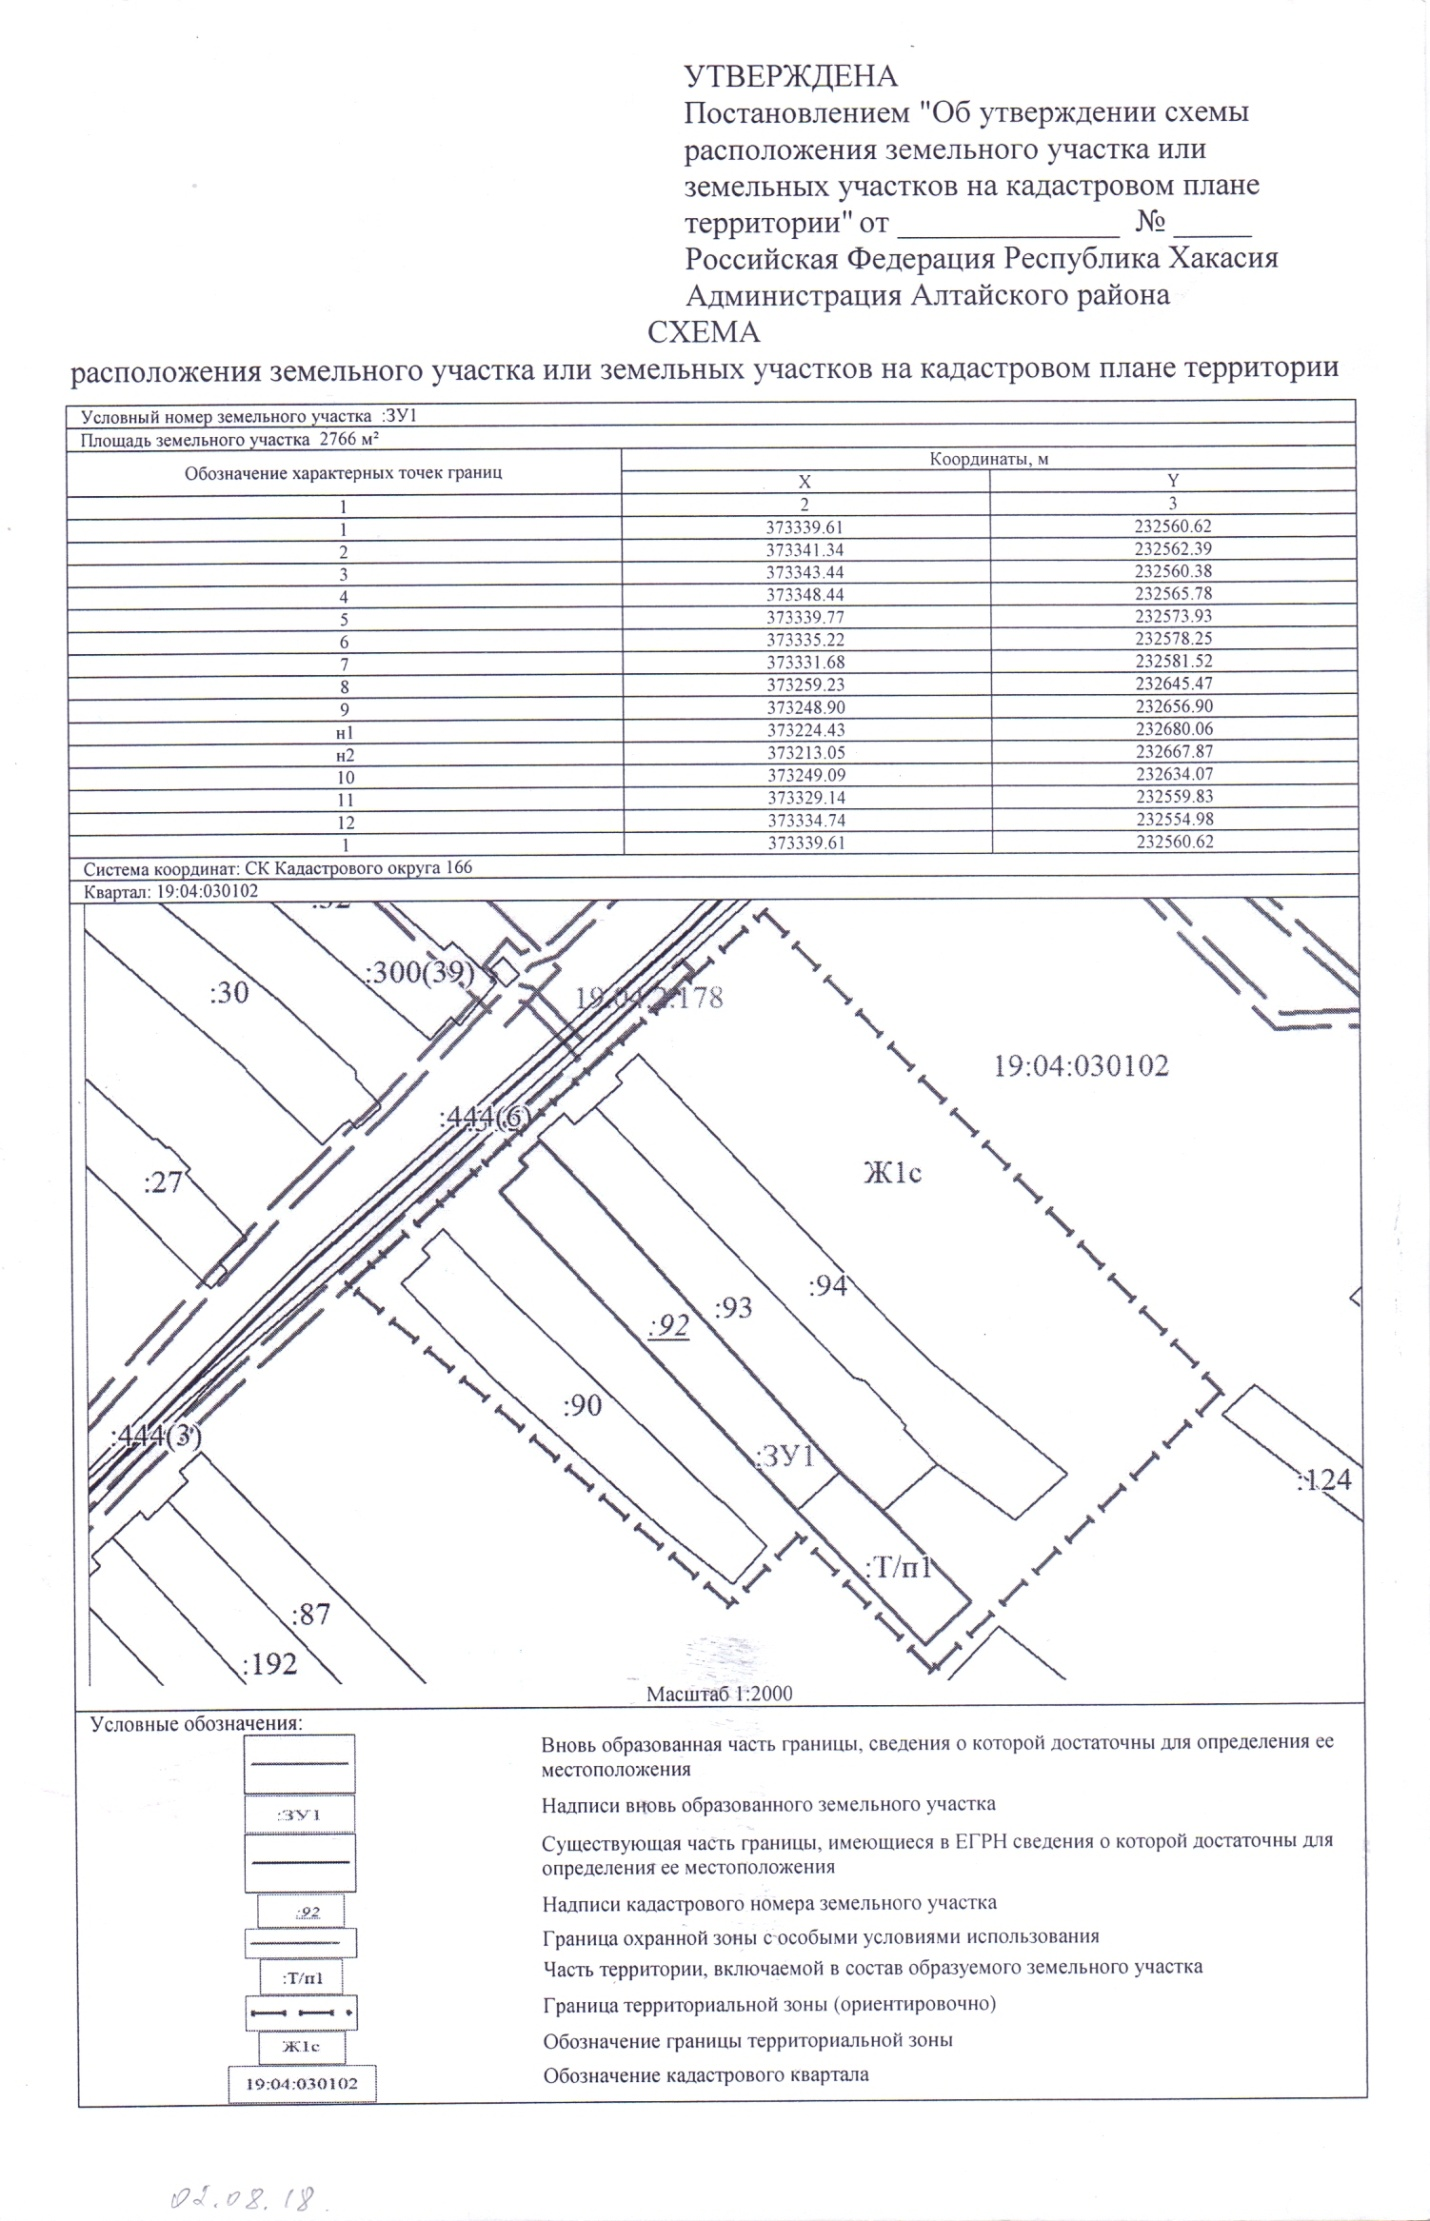 УТВЕРЖДЕНА
Постановлением "Об утверждении схемы
расположения земельного участка или
земельных участков на кадастровом плане
территории" от ______________ № _____
Российская Федерация Республика Хакасия
Администрация Алтайского района
СХЕМА
расположения земельного участка или земельных участков на кадастровом плане территории
Условный номер земельного участка :ЗУ1
Площадь земельного участка 2766 м²
Обозначение характерных точек границ
Координаты, м
X Y
1 2 3
1 373339.61 232560.62
2 373341.34 232562.39
3 373343.44 232560.38
4 373348.44 232565.78
5 373339.77 232573.93
6 373335.22 232578.25
7 373331.68 232581.52
8 373259.23 232645.47
9 373248.90 232656.90
н1 373224.43 232680.06
н2 373213.05 232667.87
10 373249.09 232634.07
11 373329.14 232559.83
12 373334.74 232554.98
1 373339.61 232560.62
Система координат: СК Кадастрового округа 166
Квартал: 19:04:030102
:300(39)
:30
19:04:2:178
19:04:030102
:444(6)
Ж1с
:27
:94
:93
:92
:90
:444(3)
:ЗУ1
:124
:Т/п1
:87
:192
Масштаб 1:2000
Условные обозначения:
Вновь образованная часть границы, сведения о которой достаточны для определения ее
местоположения
:ЗУ1 Надписи вновь образованного земельного участка
Существующая часть границы, имеющиеся в ЕГРН сведения о которой достаточны для
определения ее местоположения
:92 Надписи кадастрового номера земельного участка
Граница охранной зоны с особыми условиями использования
:Т/п1 Часть территории, включаемой в состав образуемого земельного участка
Граница территориальной зоны (ориентировочно)
Ж1с Обозначение границы территориальной зоны
19:04:030102 Обозначение кадастрового квартала
02.08.18.